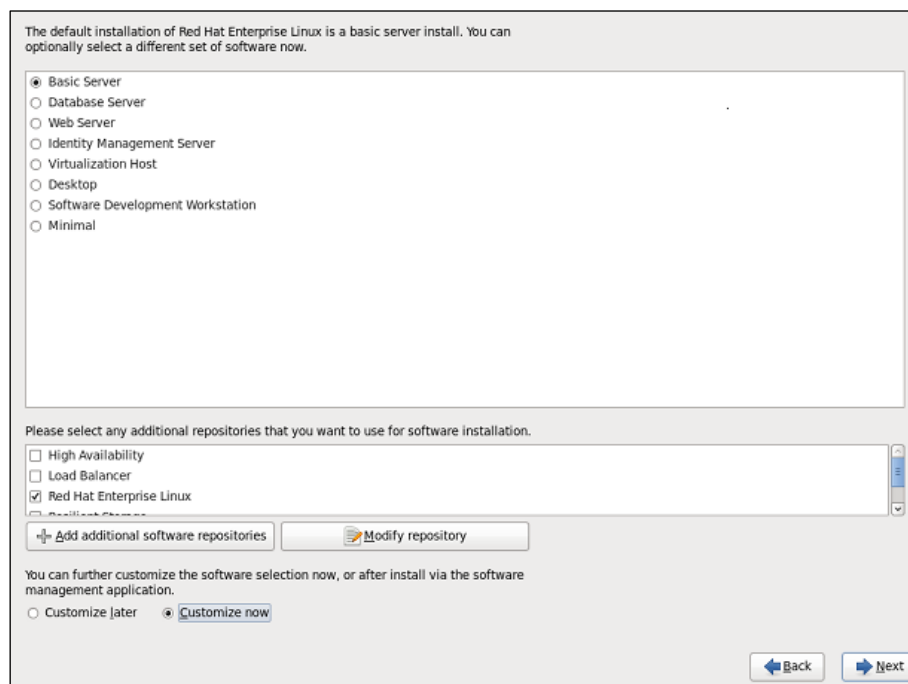 The default installation of Red Hat Enterprise Linux is a basic server install. You can
optionally select a different set of software now.
Basic Server
Database Server
Web Server
Identity Management Server
Virtualization Host
Desktop
Software Development Workstation
Minimal
Please select any additional repositories that you want to use for software installation.
High Availability
Load Balancer
Red Hat Enterprise Linux
Resilient Storage
Add additional software repositories
Modify repository
You can further customize the software selection now, or after install via the software
management application.
Customize later
Customize now
Back
Next